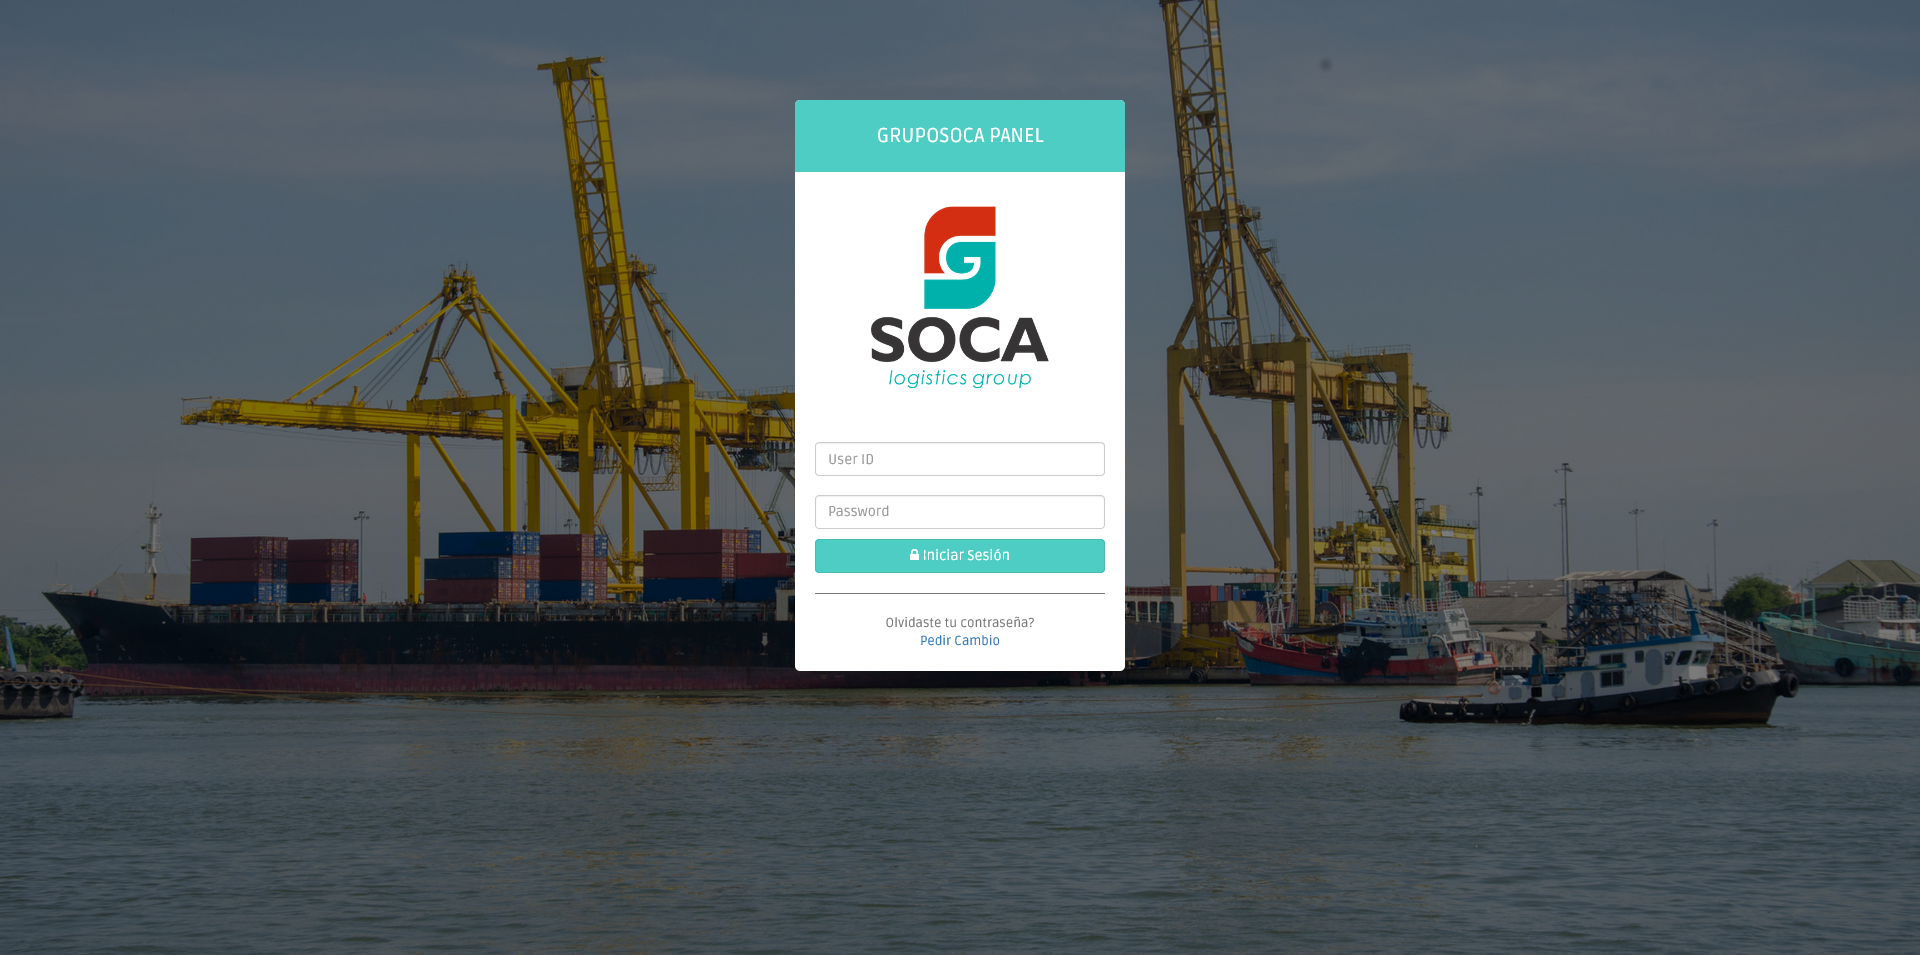 GRUPOSOCA PANEL
SOCA
logistics group
User ID
Password
Iniciar Sesión
Olvidaste tu contraseña?
Pedir Cambio